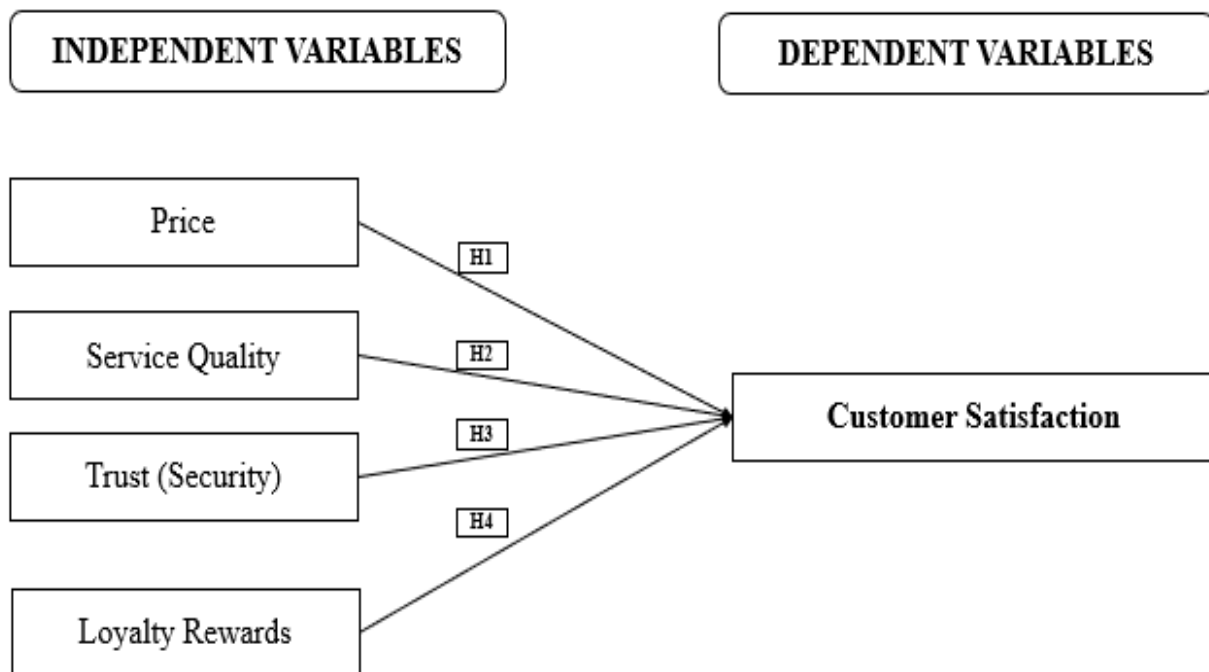 INDEPENDENT VARIABLES
DEPENDENT VARIABLES
Price
H1
Service Quality
H2
Customer Satisfaction
H3
Trust (Security)
H4
Loyalty Rewards